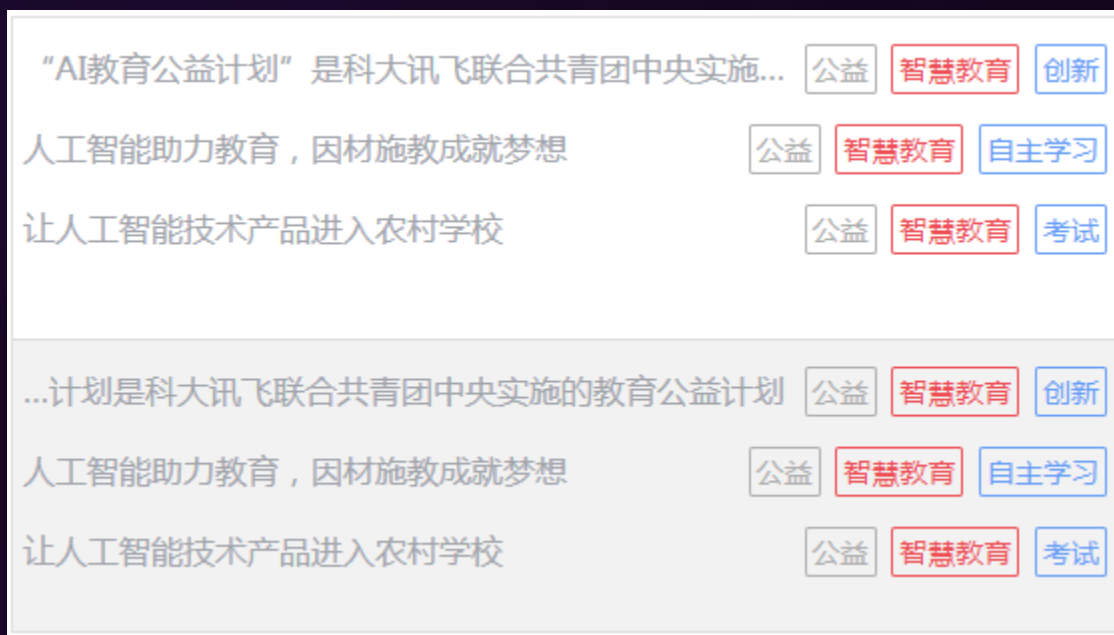 “AI教育公益计划”是科大讯飞联合共青团中央实施... 公益 智慧教育 创新
人工智能助力教育，因材施教成就梦想 公益 智慧教育 自主学习
让人工智能技术产品进入农村学校 公益 智慧教育 考试
...计划是科大讯飞联合共青团中央实施的教育公益计划 公益 智慧教育 创新
人工智能助力教育，因材施教成就梦想 公益 智慧教育 自主学习
让人工智能技术产品进入农村学校 公益 智慧教育 考试